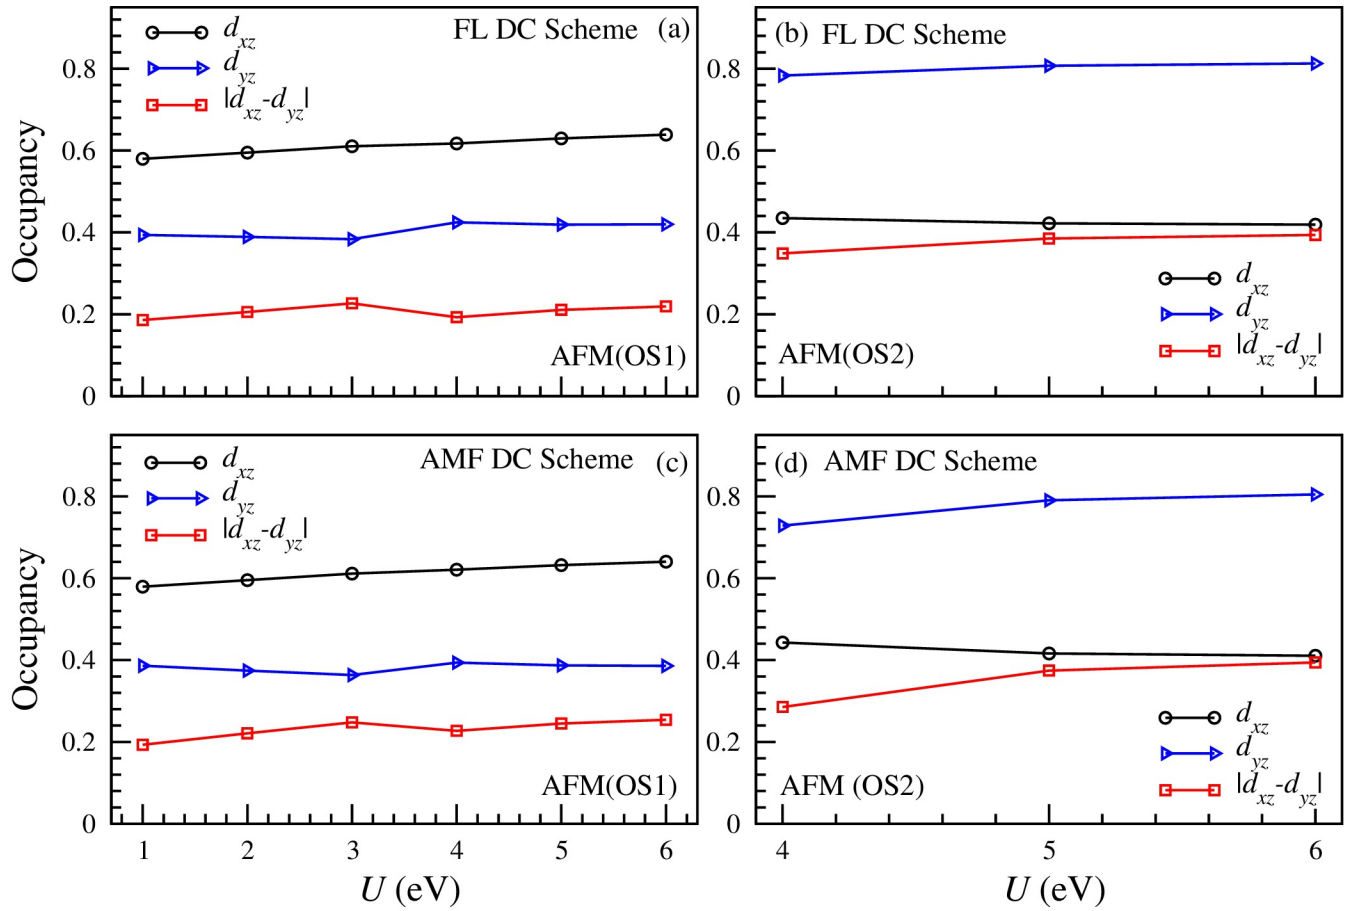 FL DC Scheme (a)
d_xz
d_yz
|d_xz-d_yz|
AFM(OS1)
Occupancy
0.8
0.6
0.4
0.2
0
(b) FL DC Scheme
d_xz
d_yz
|d_xz-d_yz|
AFM(OS2)
0.8
0.6
0.4
0.2
0
AMF DC Scheme (c)
d_xz
d_yz
|d_xz-d_yz|
AFM(OS1)
Occupancy
0.8
0.6
0.4
0.2
0
1 2 3 4 5 6
U (eV)
(d) AMF DC Scheme
d_xz
d_yz
|d_xz-d_yz|
AFM (OS2)
0.8
0.6
0.4
0.2
0
4 5 6
U (eV)